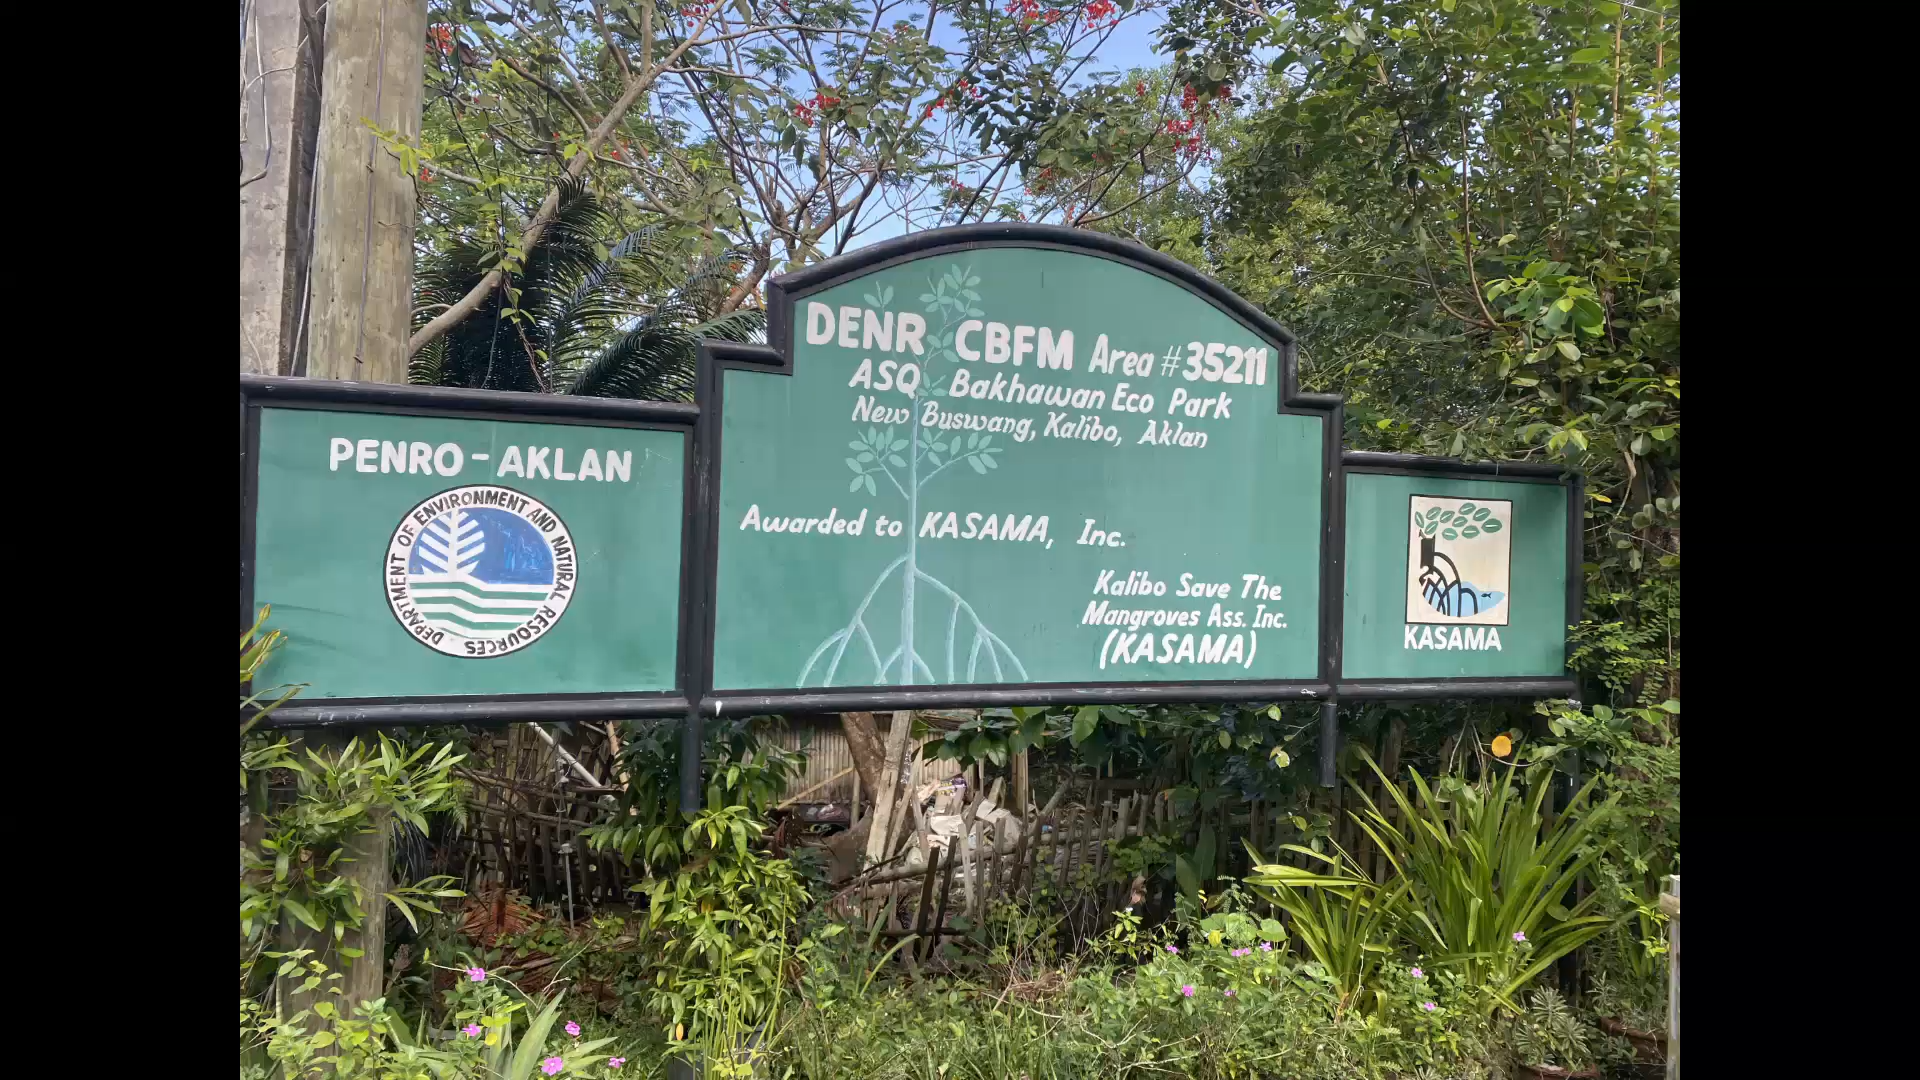 PENRO - AKLAN
DEPARTMENT OF ENVIRONMENT AND NATURAL RESOURCES
DENR CBFM Area # 35211
ASQ Bakhawan Eco Park
New Buswang, Kalibo, Aklan
Awarded to KASAMA, Inc.
Kalibo Save The
Mangroves Ass. Inc.
(KASAMA)
KASAMA